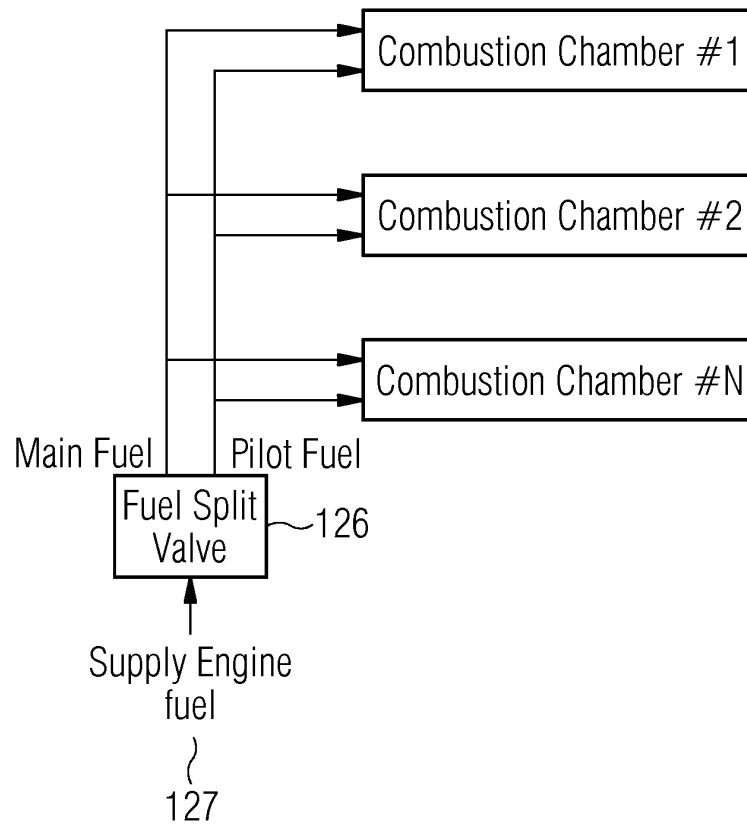 Combustion Chamber #1
Combustion Chamber #2
Combustion Chamber #N
Main Fuel
Pilot Fuel
Fuel Split
Valve
126
Supply Engine
fuel
127